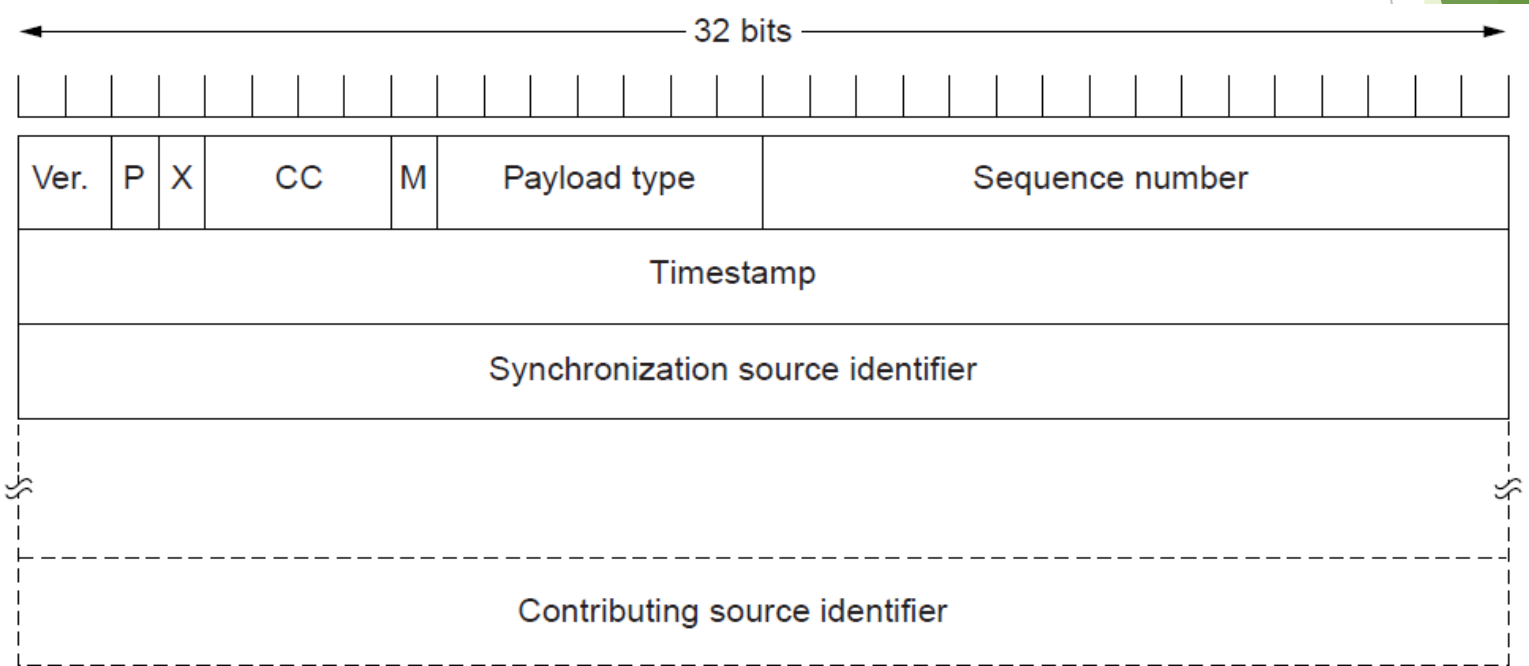 32 bits
Ver. P X CC M Payload type Sequence number
Timestamp
Synchronization source identifier
Contributing source identifier